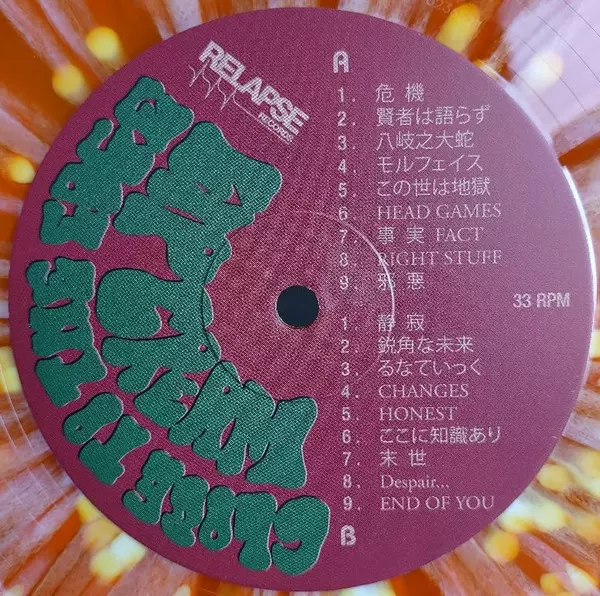 RELAPSE
RECORDS
A
1. 危機
2. 賢者は語らず
3. 八岐之大蛇
4. モルフェイス
5. この世は地獄
6. HEAD GAMES
7. 事実 FACT
8. RIGHT STUFF
9. 邪悪
33 RPM
1. 静寂
2. 鋭角な未来
3. るなていっく
4. CHANGES
5. HONEST
6. ここに知識あり
7. 末世
8. Despair...
9. END OF YOU
B